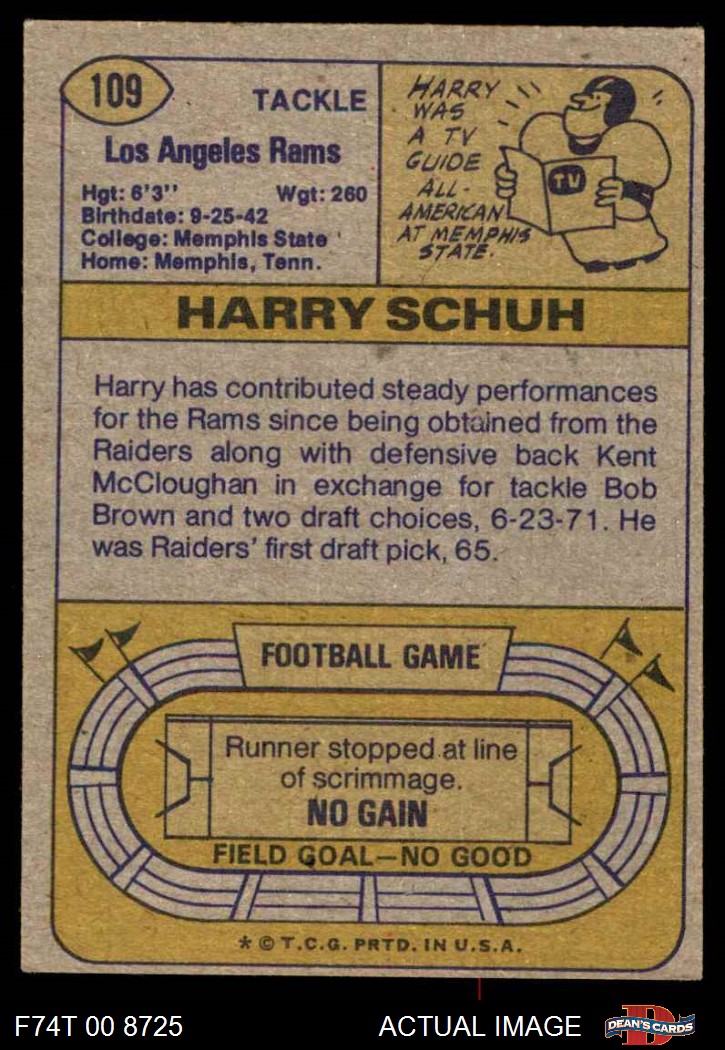 109
TACKLE
Los Angeles Rams
Hgt: 6'3" Wgt: 260
Birthdate: 9-25-42
College: Memphis State
Home: Memphis, Tenn.
HARRY
WAS
A TV
GUIDE
ALL-
AMERICAN
AT MEMPHIS
STATE.
TV
HARRY SCHUH
Harry has contributed steady performances
for the Rams since being obtained from the
Raiders along with defensive back Kent
McCloughan in exchange for tackle Bob
Brown and two draft choices, 6-23-71. He
was Raiders' first draft pick, 65.
FOOTBALL GAME
Runner stopped at line
of scrimmage.
NO GAIN
FIELD GOAL—NO GOOD
* © T.C.G. PRTD. IN U.S.A.
F74T 00 8725 ACTUAL IMAGE
D
DEAN'S CARDS